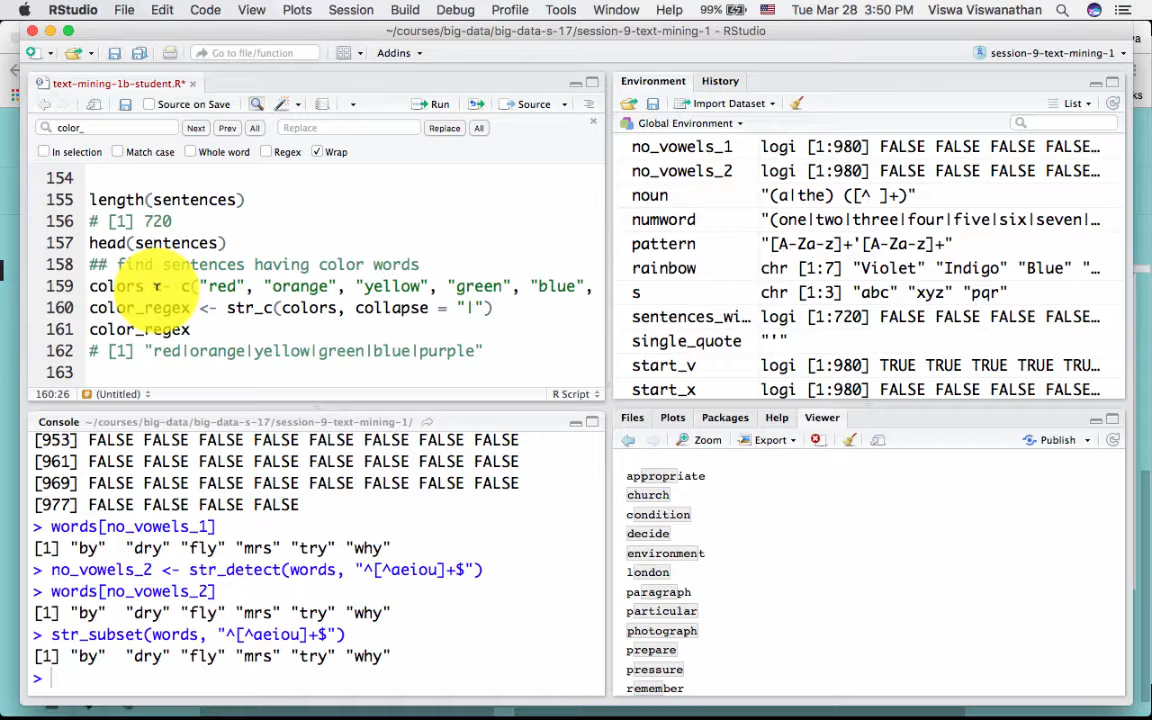 RStudio File Edit Code View Plots Session Build Debug Profile Tools Window Help 99% Tue Mar 28 3:50 PM Viswa Viswanathan
~/courses/big-data/big-data-s-17/session-9-text-mining-1 - RStudio
Go to file/function Addins session-9-text-mining-1
text-mining-1b-student.R*
Source on Save Run Source
color_ Next Prev All Replace Replace All
In selection Match case Whole word Regex Wrap
154
155 length(sentences)
156 # [1] 720
157 head(sentences)
158 ## find sentences having color words
159 colors <- c("red", "orange", "yellow", "green", "blue",
160 color_regex <- str_c(colors, collapse = "|")
161 color_regex
162 # [1] "red|orange|yellow|green|blue|purple"
163
160:26 (Untitled) R Script
Console ~/courses/big-data/big-data-s-17/session-9-text-mining-1/
[953] FALSE FALSE FALSE FALSE FALSE FALSE FALSE FALSE
[961] FALSE FALSE FALSE FALSE FALSE FALSE FALSE FALSE
[969] FALSE FALSE FALSE FALSE FALSE FALSE FALSE FALSE
[977] FALSE FALSE FALSE FALSE
> words[no_vowels_1]
[1] "by" "dry" "fly" "mrs" "try" "why"
> no_vowels_2 <- str_detect(words, "^[^aeiou]+$")
> words[no_vowels_2]
[1] "by" "dry" "fly" "mrs" "try" "why"
> str_subset(words, "^[^aeiou]+$")
[1] "by" "dry" "fly" "mrs" "try" "why"
>
Environment History
Import Dataset List
Global Environment
no_vowels_1 logi [1:980] FALSE FALSE FALSE FALSE…
no_vowels_2 logi [1:980] FALSE FALSE FALSE FALSE…
noun "(a|the) ([^ ]+)"
numword "(one|two|three|four|five|six|seven|…
pattern "[A-Za-z]+'[A-Za-z]+"
rainbow chr [1:7] "Violet" "Indigo" "Blue" "…
s chr [1:3] "abc" "xyz" "pqr"
sentences_wi… logi [1:720] FALSE FALSE FALSE FALSE…
single_quote "'"
start_v logi [1:980] TRUE TRUE TRUE TRUE TRU…
start_x logi [1:980] FALSE FALSE FALSE FALSE…
Files Plots Packages Help Viewer
Zoom Export Publish
appropriate
church
condition
decide
environment
london
paragraph
particular
photograph
prepare
pressure
remember